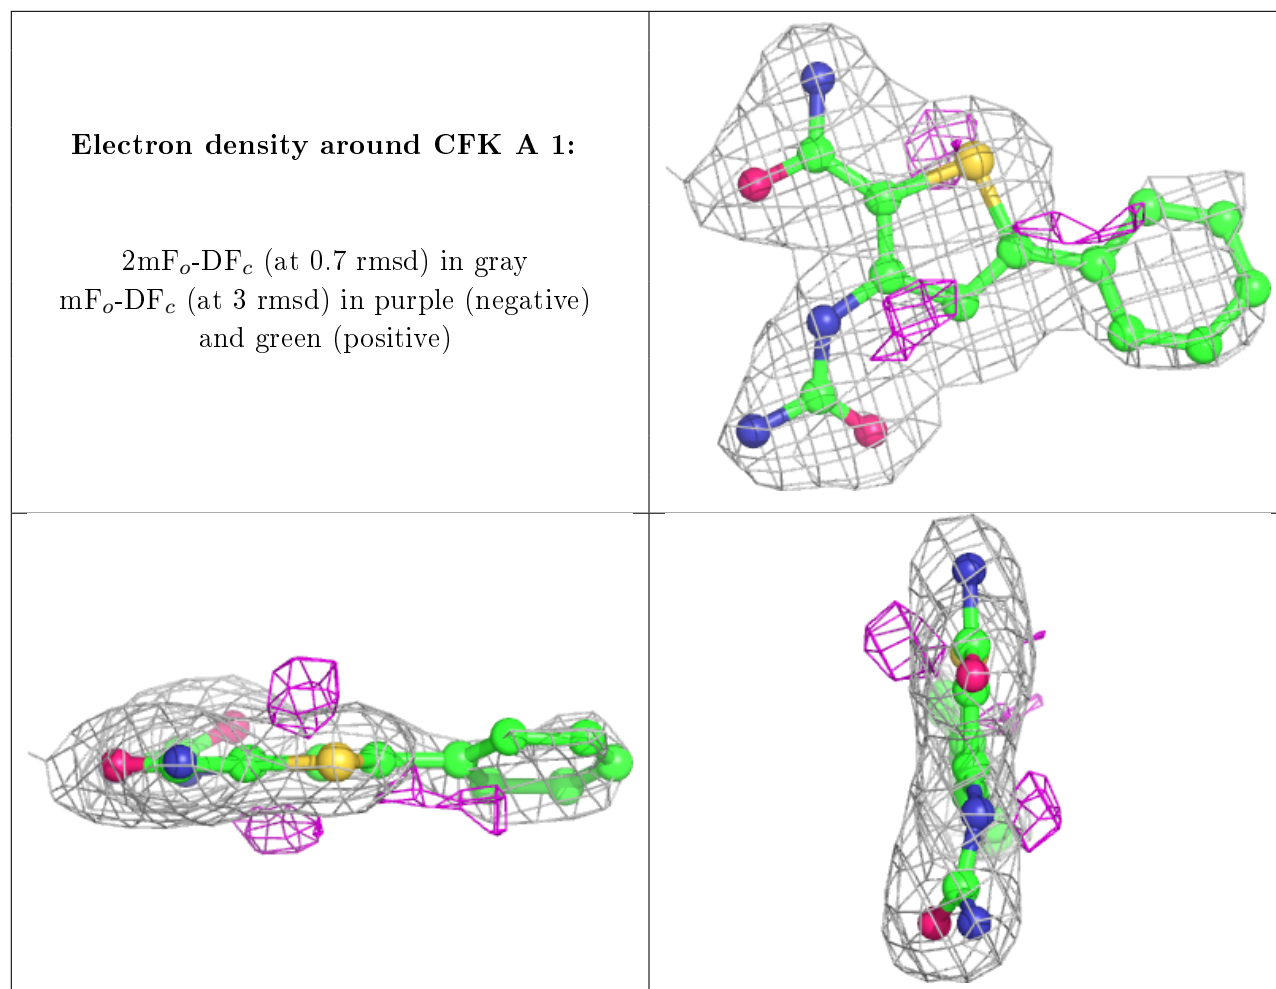 Electron density around CFK A 1:
2mFₒ-DF𝒸 (at 0.7 rmsd) in gray
mFₒ-DF𝒸 (at 3 rmsd) in purple (negative)
and green (positive)